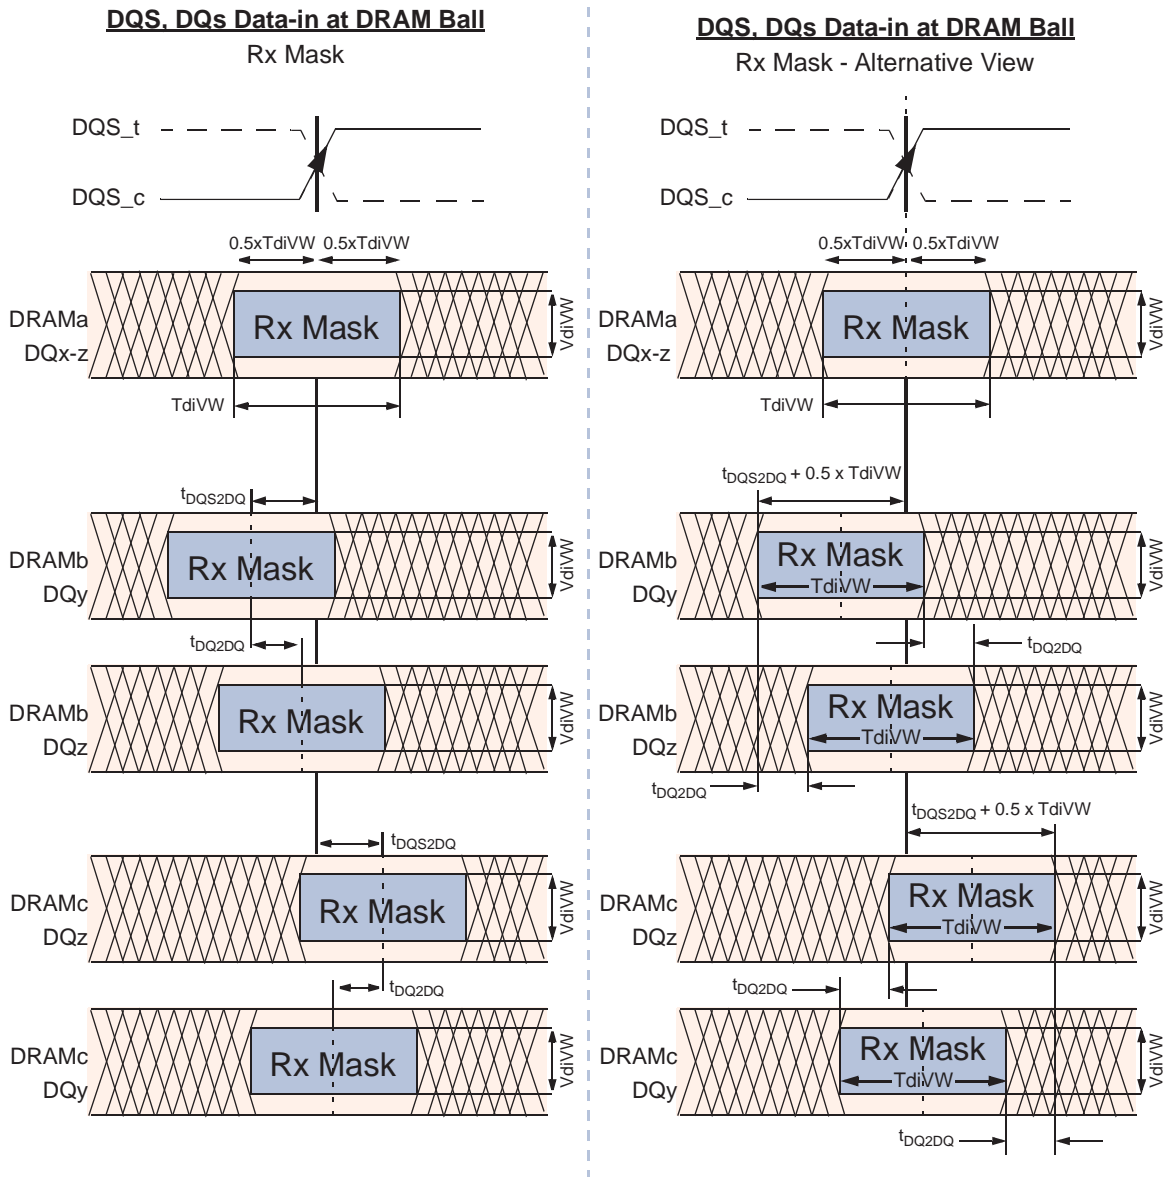 DQS, DQs Data-in at DRAM Ball
Rx Mask
DQS_t
DQS_c
0.5xTdiVW 0.5xTdiVW
DRAMa
DQx-z
Rx Mask
VdiVW
TdiVW
tDQS2DQ
DRAMb
DQy
Rx Mask
VdiVW
tDQ2DQ
DRAMb
DQz
Rx Mask
VdiVW
tDQS2DQ
DRAMc
DQz
Rx Mask
VdiVW
tDQ2DQ
DRAMc
DQy
Rx Mask
VdiVW
DQS, DQs Data-in at DRAM Ball
Rx Mask - Alternative View
DQS_t
DQS_c
0.5xTdiVW 0.5xTdiVW
DRAMa
DQx-z
Rx Mask
VdiVW
TdiVW
tDQS2DQ + 0.5 x TdiVW
DRAMb
DQy
Rx Mask
TdiVW
VdiVW
tDQ2DQ
DRAMb
DQz
Rx Mask
TdiVW
VdiVW
tDQ2DQ
tDQS2DQ + 0.5 x TdiVW
DRAMc
DQz
Rx Mask
TdiVW
VdiVW
tDQ2DQ
DRAMc
DQy
Rx Mask
TdiVW
VdiVW
tDQ2DQ